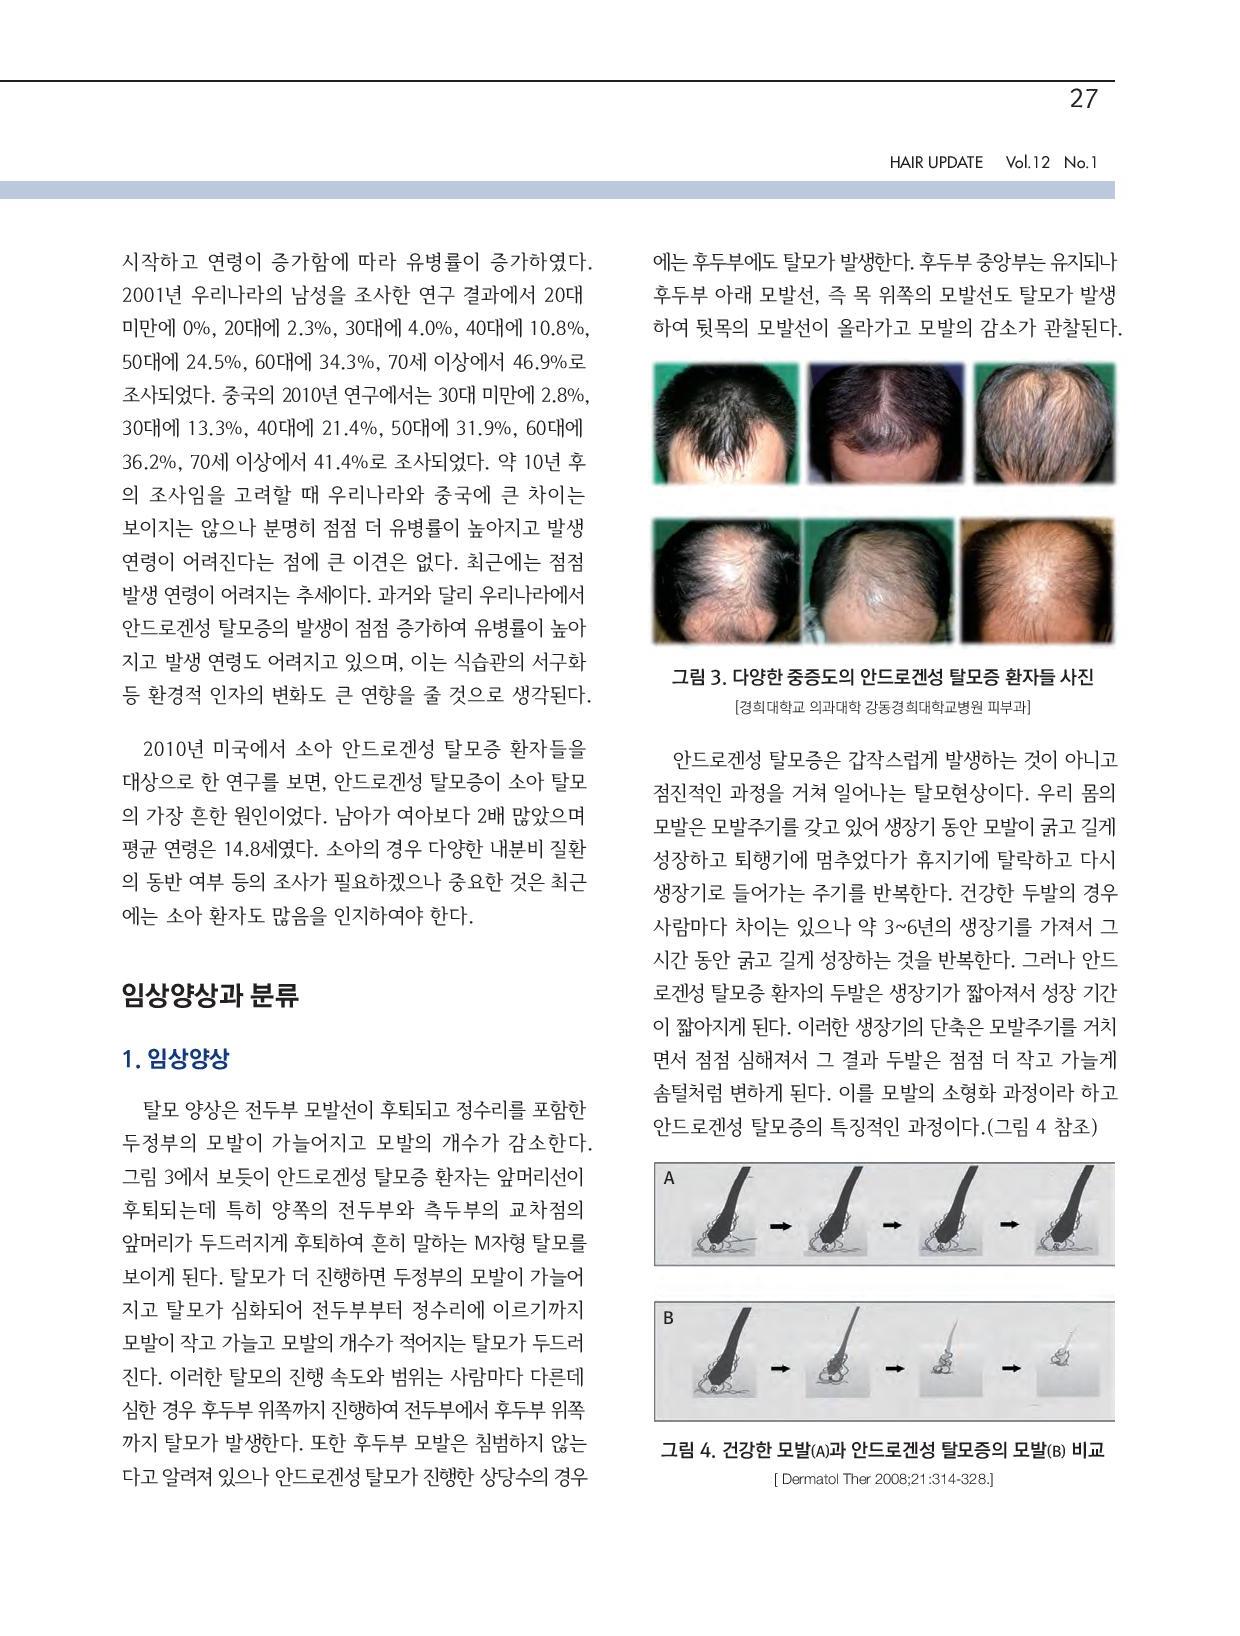 27
HAIR UPDATE Vol.12 No.1
시작하고 연령이 증가함에 따라 유병률이 증가하였다.
2001년 우리나라의 남성을 조사한 연구 결과에서 20대
미만에 0%, 20대에 2.3%, 30대에 4.0%, 40대에 10.8%,
50대에 24.5%, 60대에 34.3%, 70세 이상에서 46.9%로
조사되었다. 중국의 2010년 연구에서는 30대 미만에 2.8%,
30대에 13.3%, 40대에 21.4%, 50대에 31.9%, 60대에
36.2%, 70세 이상에서 41.4%로 조사되었다. 약 10년 후
의 조사임을 고려할 때 우리나라와 중국에 큰 차이는
보이지는 않으나 분명히 점점 더 유병률이 높아지고 발생
연령이 어려진다는 점에 큰 이견은 없다. 최근에는 점점
발생 연령이 어려지는 추세이다. 과거와 달리 우리나라에서
안드로겐성 탈모증의 발생이 점점 증가하여 유병률이 높아
지고 발생 연령도 어려지고 있으며, 이는 식습관의 서구화
등 환경적 인자의 변화도 큰 연향을 줄 것으로 생각된다.
2010년 미국에서 소아 안드로겐성 탈모증 환자들을
대상으로 한 연구를 보면, 안드로겐성 탈모증이 소아 탈모
의 가장 흔한 원인이었다. 남아가 여아보다 2배 많았으며
평균 연령은 14.8세였다. 소아의 경우 다양한 내분비 질환
의 동반 여부 등의 조사가 필요하겠으나 중요한 것은 최근
에는 소아 환자도 많음을 인지하여야 한다.
임상양상과 분류
1. 임상양상
탈모 양상은 전두부 모발선이 후퇴되고 정수리를 포함한
두정부의 모발이 가늘어지고 모발의 개수가 감소한다.
그림 3에서 보듯이 안드로겐성 탈모증 환자는 앞머리선이
후퇴되는데 특히 양쪽의 전두부와 측두부의 교차점의
앞머리가 두드러지게 후퇴하여 흔히 말하는 M자형 탈모를
보이게 된다. 탈모가 더 진행하면 두정부의 모발이 가늘어
지고 탈모가 심화되어 전두부부터 정수리에 이르기까지
모발이 작고 가늘고 모발의 개수가 적어지는 탈모가 두드러
진다. 이러한 탈모의 진행 속도와 범위는 사람마다 다른데
심한 경우 후두부 위쪽까지 진행하여 전두부에서 후두부 위쪽
까지 탈모가 발생한다. 또한 후두부 모발은 침범하지 않는
다고 알려져 있으나 안드로겐성 탈모가 진행한 상당수의 경우
에는 후두부에도 탈모가 발생한다. 후두부 중앙부는 유지되나
후두부 아래 모발선, 즉 목 위쪽의 모발선도 탈모가 발생
하여 뒷목의 모발선이 올라가고 모발의 감소가 관찰된다.
그림 3. 다양한 중증도의 안드로겐성 탈모증 환자들 사진
[경희대학교 의과대학 강동경희대학교병원 피부과]
안드로겐성 탈모증은 갑작스럽게 발생하는 것이 아니고
점진적인 과정을 거쳐 일어나는 탈모현상이다. 우리 몸의
모발은 모발주기를 갖고 있어 생장기 동안 모발이 굵고 길게
성장하고 퇴행기에 멈추었다가 휴지기에 탈락하고 다시
생장기로 들어가는 주기를 반복한다. 건강한 두발의 경우
사람마다 차이는 있으나 약 3~6년의 생장기를 가져서 그
시간 동안 굵고 길게 성장하는 것을 반복한다. 그러나 안드
로겐성 탈모증 환자의 두발은 생장기가 짧아져서 성장 기간
이 짧아지게 된다. 이러한 생장기의 단축은 모발주기를 거치
면서 점점 심해져서 그 결과 두발은 점점 더 작고 가늘게
솜털처럼 변하게 된다. 이를 모발의 소형화 과정이라 하고
안드로겐성 탈모증의 특징적인 과정이다.(그림 4 참조)
A
B
그림 4. 건강한 모발(A)과 안드로겐성 탈모증의 모발(B) 비교
[ Dermatol Ther 2008;21:314-328.]